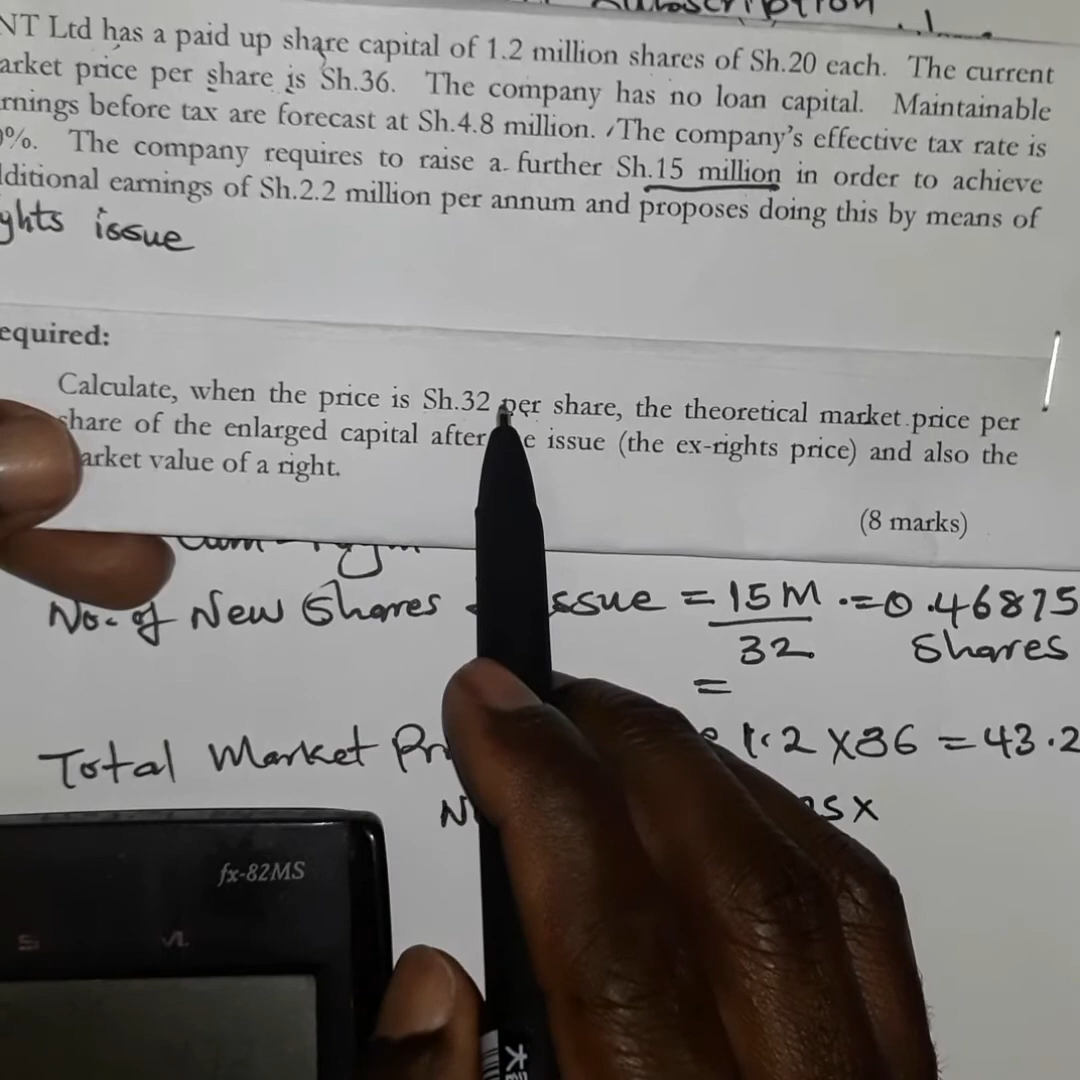 NT Ltd has a paid up share capital of 1.2 million shares of Sh.20 each. The current
arket price per share is Sh.36. The company has no loan capital. Maintainable
rnings before tax are forecast at Sh.4.8 million. The company's effective tax rate is
0%. The company requires to raise a further Sh.15 million in order to achieve
ditional earnings of Sh.2.2 million per annum and proposes doing this by means of
ghts issue
equired:
Calculate, when the price is Sh.32 per share, the theoretical market price per
share of the enlarged capital after e issue (the ex-rights price) and also the
arket value of a right.
(8 marks)
No. of New Shares ssue = 15M = 0.46875
32 Shares
=
Total Market Pr 1.2 X36 = 43.2
N sx
fx-82MS